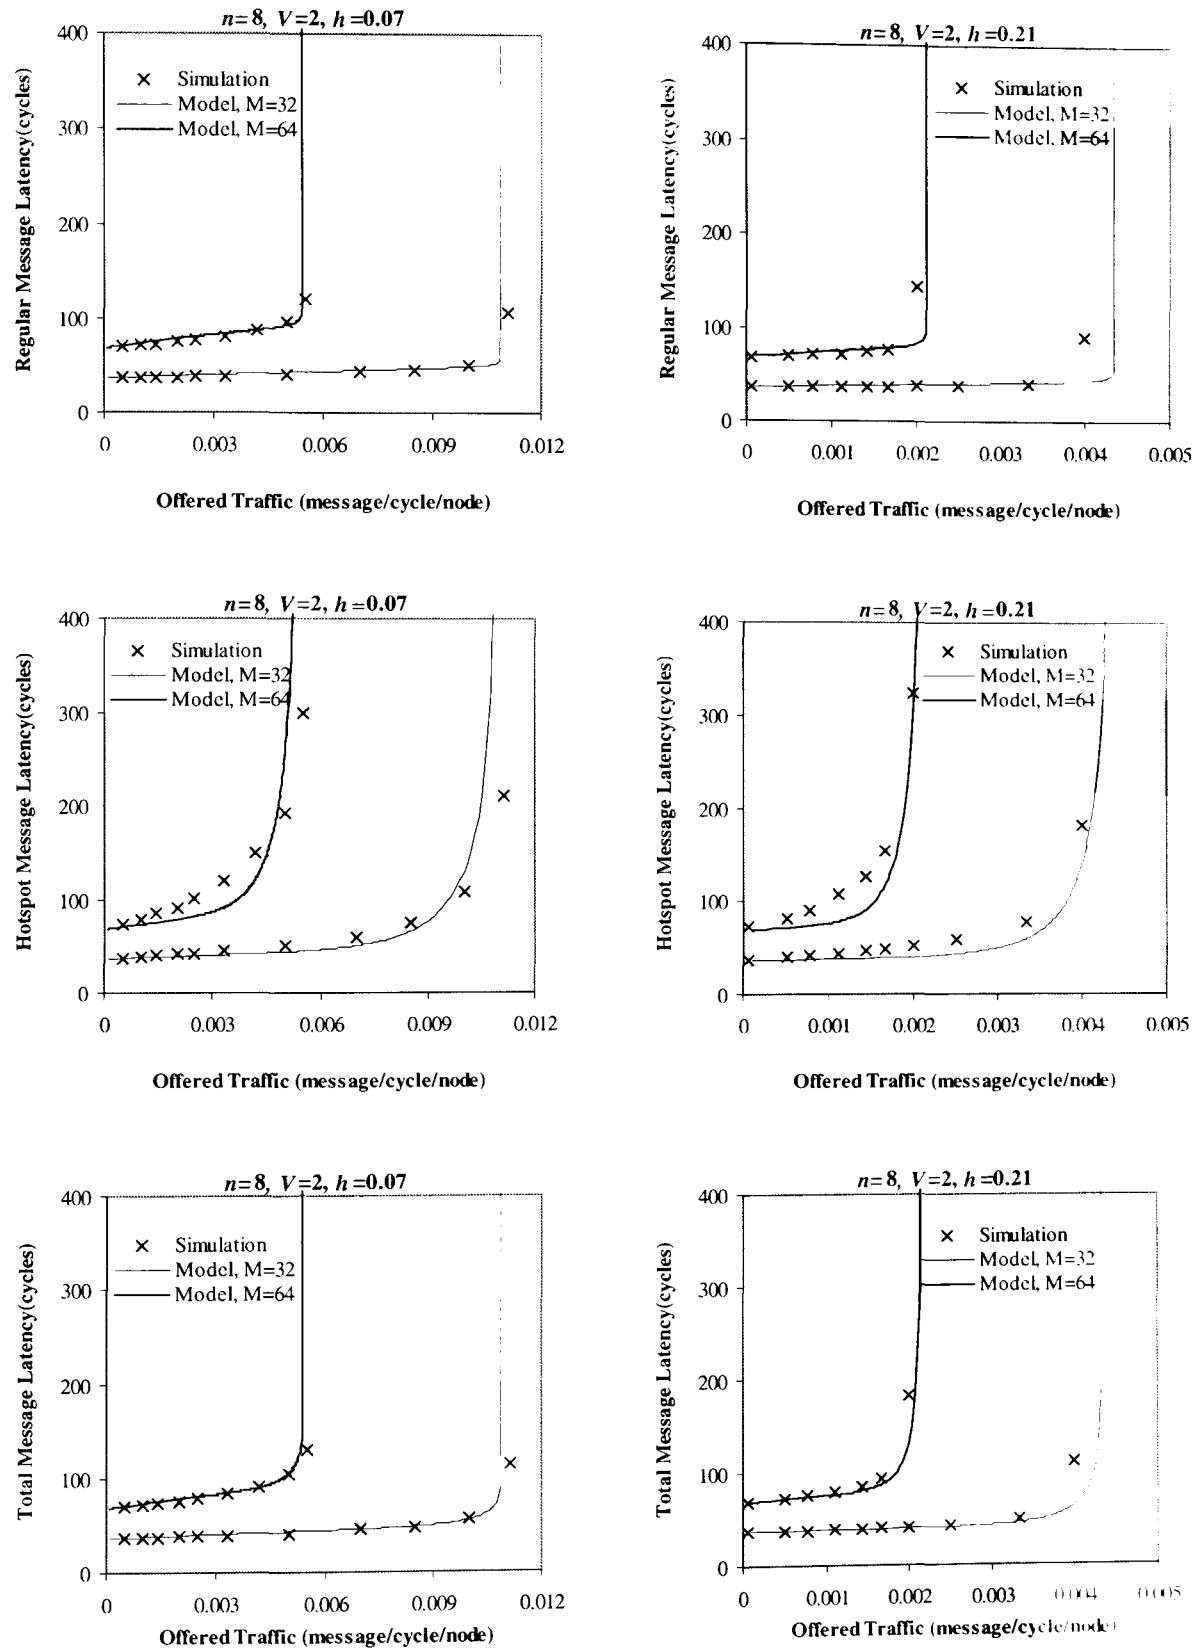 n=8, V=2, h=0.07
Regular Message Latency(cycles)
400
300
200
100
0
Simulation
Model, M=32
Model, M=64
0 0.003 0.006 0.009 0.012
Offered Traffic (message/cycle/node)
n=8, V=2, h=0.21
Regular Message Latency(cycles)
400
300
200
100
0
Simulation
Model, M=32
Model, M=64
0 0.001 0.002 0.003 0.004 0.005
Offered Traffic (message/cycle/node)
n=8, V=2, h=0.07
Hotspot Message Latency(cycles)
400
300
200
100
0
Simulation
Model, M=32
Model, M=64
0 0.003 0.006 0.009 0.012
Offered Traffic (message/cycle/node)
n=8, V=2, h=0.21
Hotspot Message Latency(cycles)
400
300
200
100
0
Simulation
Model, M=32
Model, M=64
0 0.001 0.002 0.003 0.004 0.005
Offered Traffic (message/cycle/node)
n=8, V=2, h=0.07
Total Message Latency(cycles)
400
300
200
100
0
Simulation
Model, M=32
Model, M=64
0 0.003 0.006 0.009 0.012
Offered Traffic (message/cycle/node)
n=8, V=2, h=0.21
Total Message Latency(cycles)
400
300
200
100
0
Simulation
Model, M=32
Model, M=64
0 0.001 0.002 0.003 0.004 0.005
Offered Traffic (message/cycle/node)